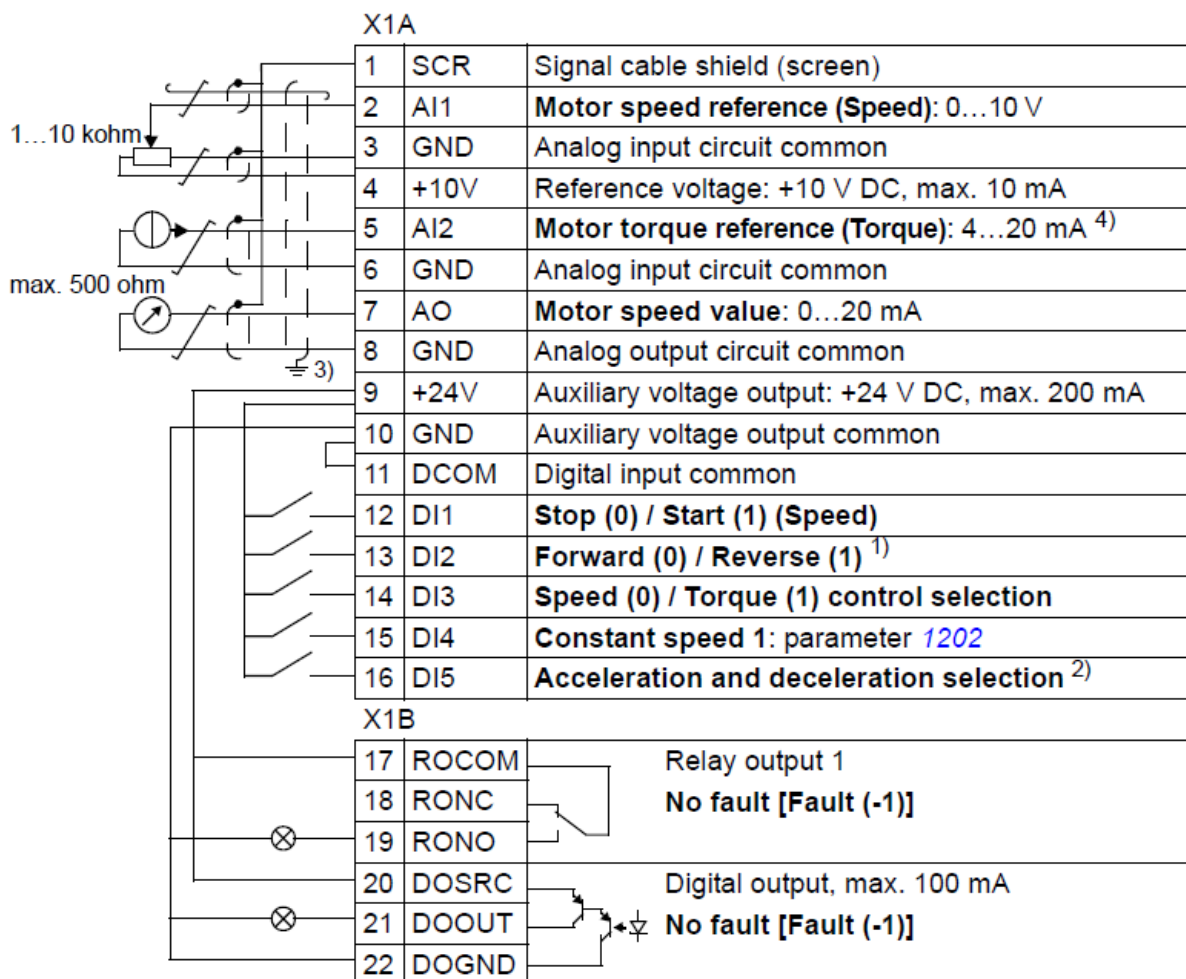 X1A
1 SCR Signal cable shield (screen)
2 AI1 Motor speed reference (Speed): 0…10 V
1…10 kohm
3 GND Analog input circuit common
4 +10V Reference voltage: +10 V DC, max. 10 mA
5 AI2 Motor torque reference (Torque): 4…20 mA 4)
6 GND Analog input circuit common
max. 500 ohm
7 AO Motor speed value: 0…20 mA
8 GND Analog output circuit common
3)
9 +24V Auxiliary voltage output: +24 V DC, max. 200 mA
10 GND Auxiliary voltage output common
11 DCOM Digital input common
12 DI1 Stop (0) / Start (1) (Speed)
13 DI2 Forward (0) / Reverse (1) 1)
14 DI3 Speed (0) / Torque (1) control selection
15 DI4 Constant speed 1: parameter 1202
16 DI5 Acceleration and deceleration selection 2)
X1B
17 ROCOM Relay output 1
18 RONC No fault [Fault (-1)]
19 RONO
20 DOSRC Digital output, max. 100 mA
21 DOOUT No fault [Fault (-1)]
22 DOGND